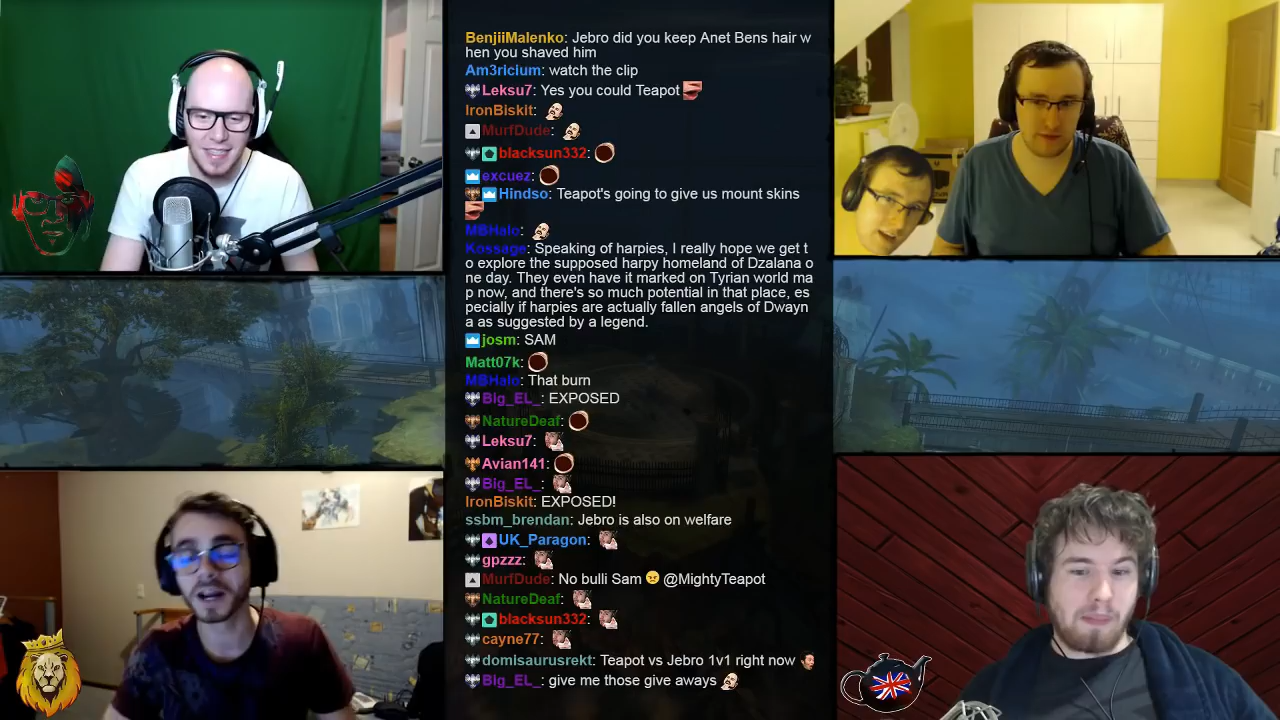 BenjiiMalenko: Jebro did you keep Anet Bens hair w
hen you shaved him
Am3ricium: watch the clip
Leksu7: Yes you could Teapot
IronBiskit:
MurfDude:
blacksun332:
excuez:
Hindso: Teapot's going to give us mount skins
MBHalo:
Kossage: Speaking of harpies, I really hope we get t
o explore the supposed harpy homeland of Dzalana o
ne day. They even have it marked on Tyrian world ma
p now, and there's so much potential in that place, es
pecially if harpies are actually fallen angels of Dwayn
a as suggested by a legend.
josm: SAM
Matt07k:
MBHalo: That burn
Big_EL_: EXPOSED
NatureDeaf:
Leksu7:
Avian141:
Big_EL_:
IronBiskit: EXPOSED!
ssbm_brendan: Jebro is also on welfare
UK_Paragon:
gpzzz:
MurfDude: No bulli Sam 😠 @MightyTeapot
NatureDeaf:
blacksun332:
cayne77:
domisaurusrekt: Teapot vs Jebro 1v1 right now
Big_EL_: give me those give aways